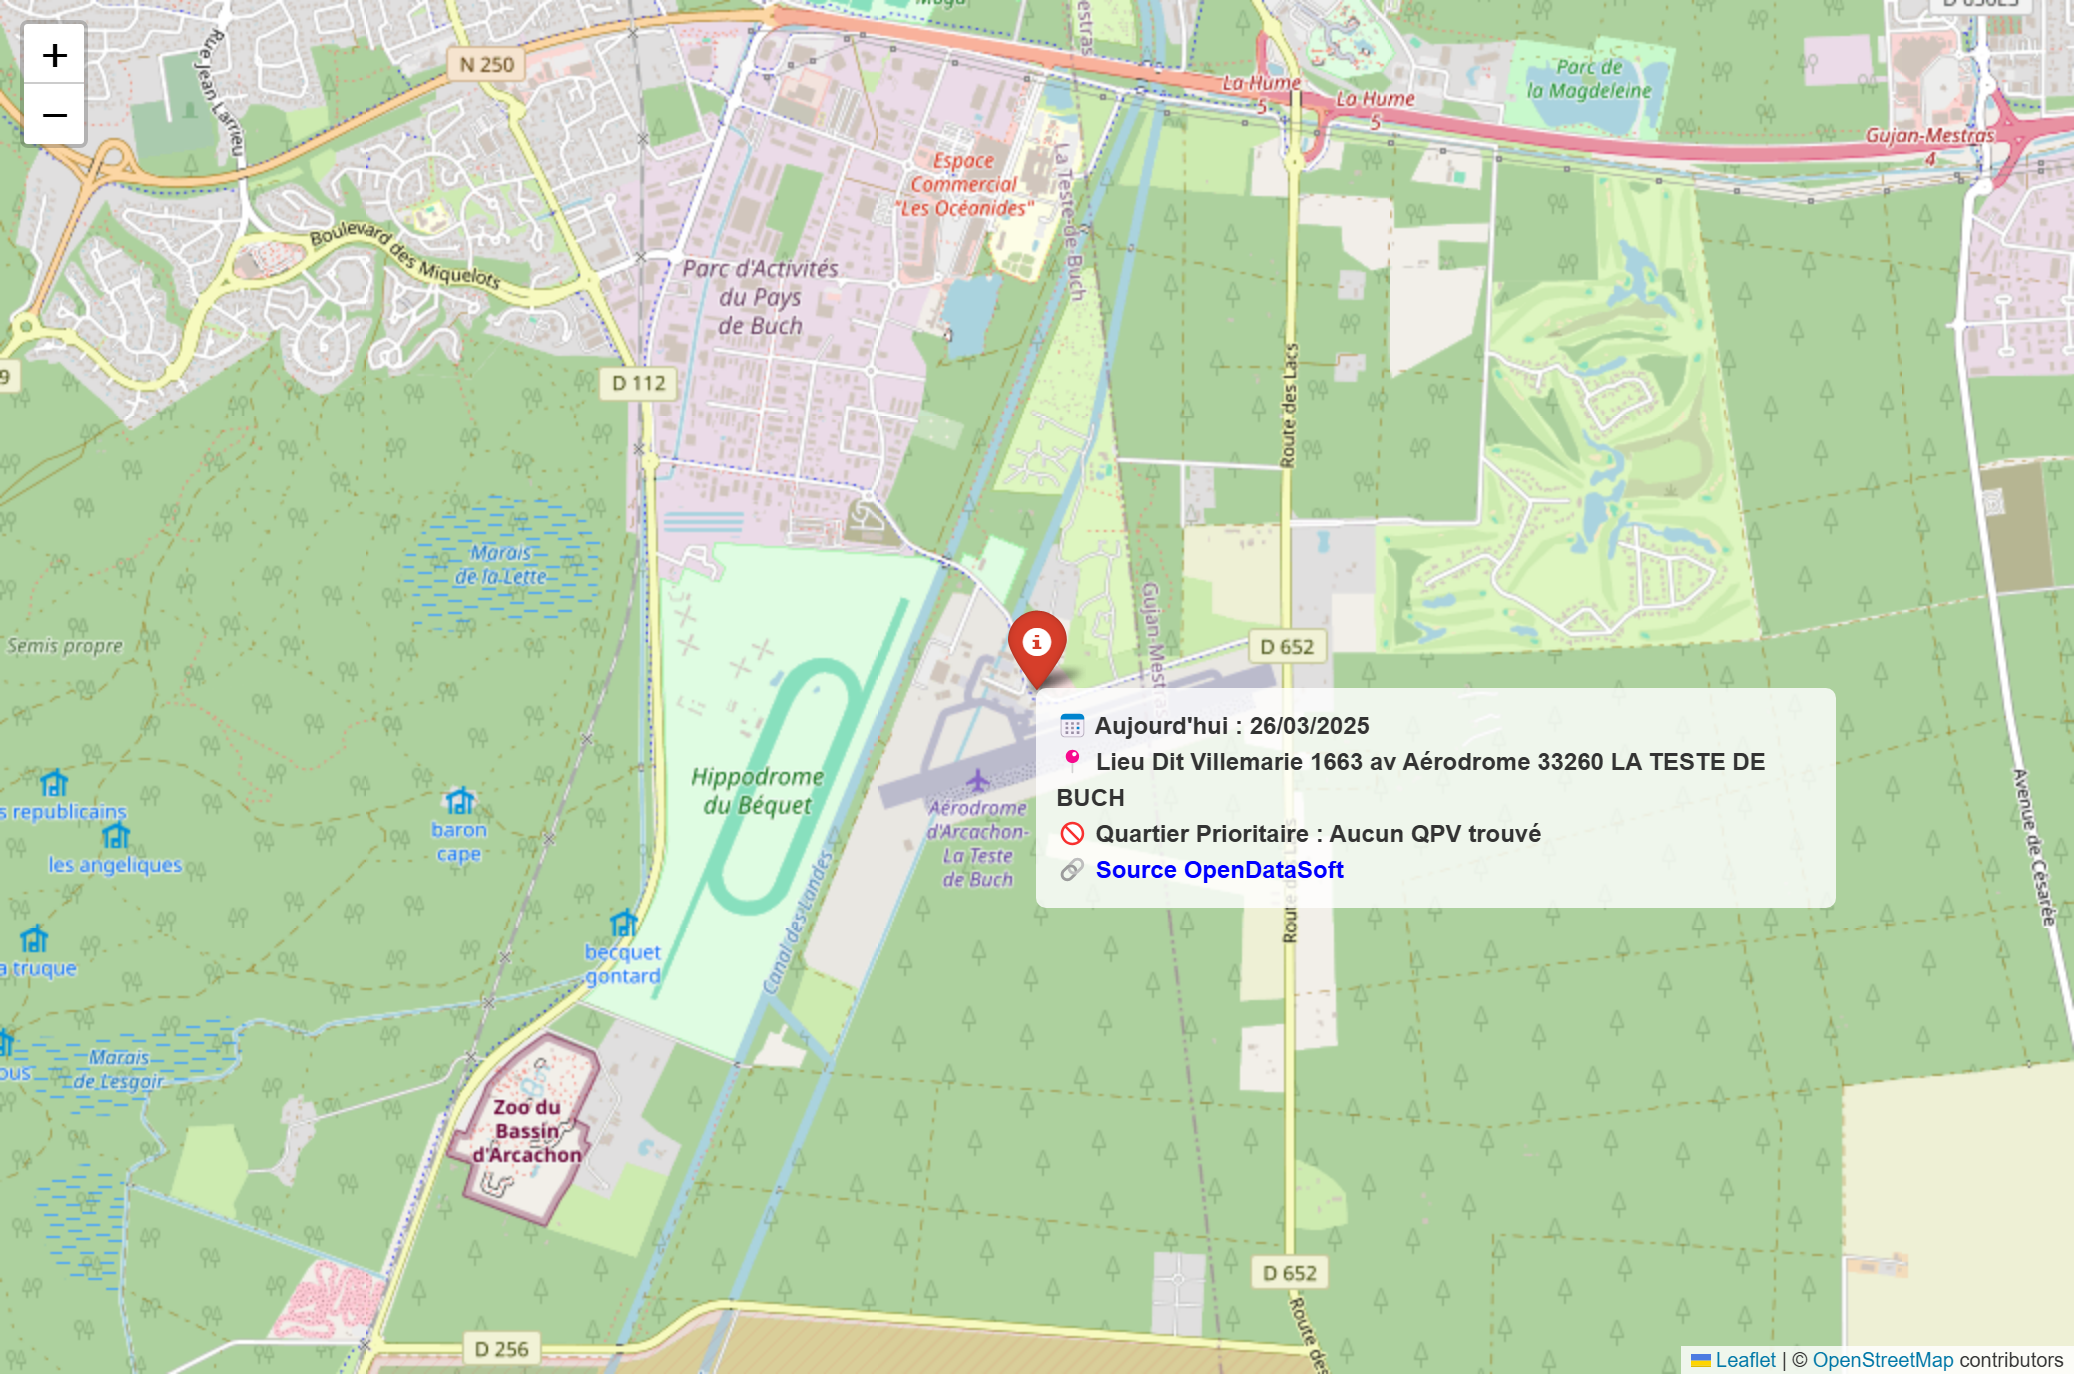 Moga
D 650E3
+
−
Rue Jean Larrieu
N 250
estras
La Hume
5
La Hume
5
Parc de
la Magdeleine
Gujan-Mestras
4
Espace
Commercial
"Les Océanides"
La Teste-de-Buch
Boulevard des Miquelots
Parc d'Activités
du Pays
de Buch
9
D 112
Route des Lacs
Marais
de la Lette
Gujan-Mestras
Semis propre
D 652
Aujourd'hui : 26/03/2025
Lieu Dit Villemarie 1663 av Aérodrome 33260 LA TESTE DE
BUCH
Quartier Prioritaire : Aucun QPV trouvé
Source OpenDataSoft
Hippodrome
du Béquet
Aérodrome
d'Arcachon-
La Teste
de Buch
s republicains
les angeliques
baron
cape
a truque
becquet
gontard
Canal des Landes
Avenue de Césarée
ous
Marais
de Lesgoir
Zoo du
Bassin
d'Arcachon
D 652
Route des
D 256
Leaflet | © OpenStreetMap contributors